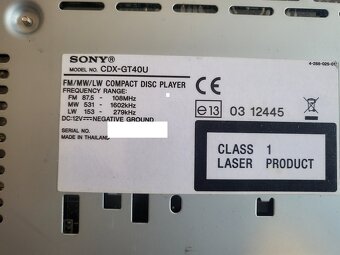 SONY®
MODEL NO. CDX-GT40U
FM/MW/LW COMPACT DISC PLAYER
FREQUENCY RANGE:
FM 87.5 - 108MHz
MW 531 - 1602kHz
LW 153 - 279kHz
DC:12V NEGATIVE GROUND
SERIAL NO.
MADE IN THAILAND
CE
e13 03 12445
CLASS 1
LASER PRODUCT